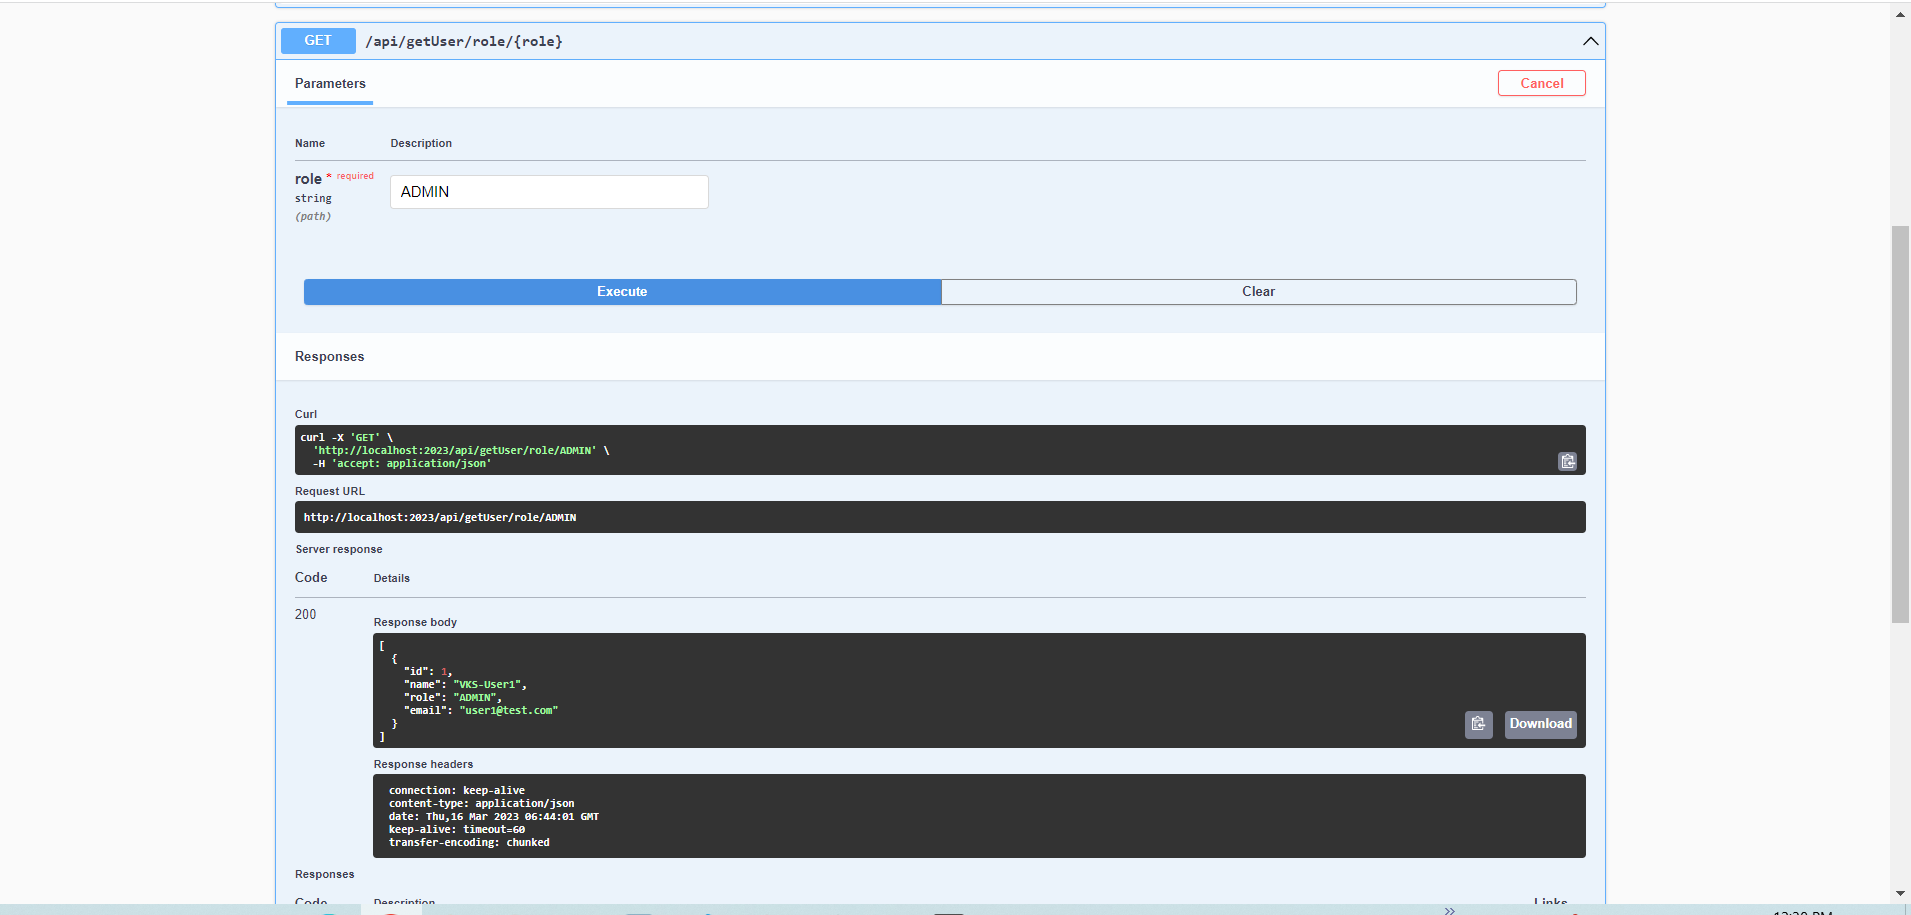 GET /api/getUser/role/{role}
Parameters Cancel
Name Description
role * required
string
(path)
ADMIN
Execute Clear
Responses
Curl
curl -X 'GET' \
'http://localhost:2023/api/getUser/role/ADMIN' \
-H 'accept: application/json'
Request URL
http://localhost:2023/api/getUser/role/ADMIN
Server response
Code Details
200
Response body
[
{
"id": 1,
"name": "VKS-User1",
"role": "ADMIN",
"email": "user1@test.com"
}
]
Download
Response headers
connection: keep-alive
content-type: application/json
date: Thu,16 Mar 2023 06:44:01 GMT
keep-alive: timeout=60
transfer-encoding: chunked
Responses
Code Description Links